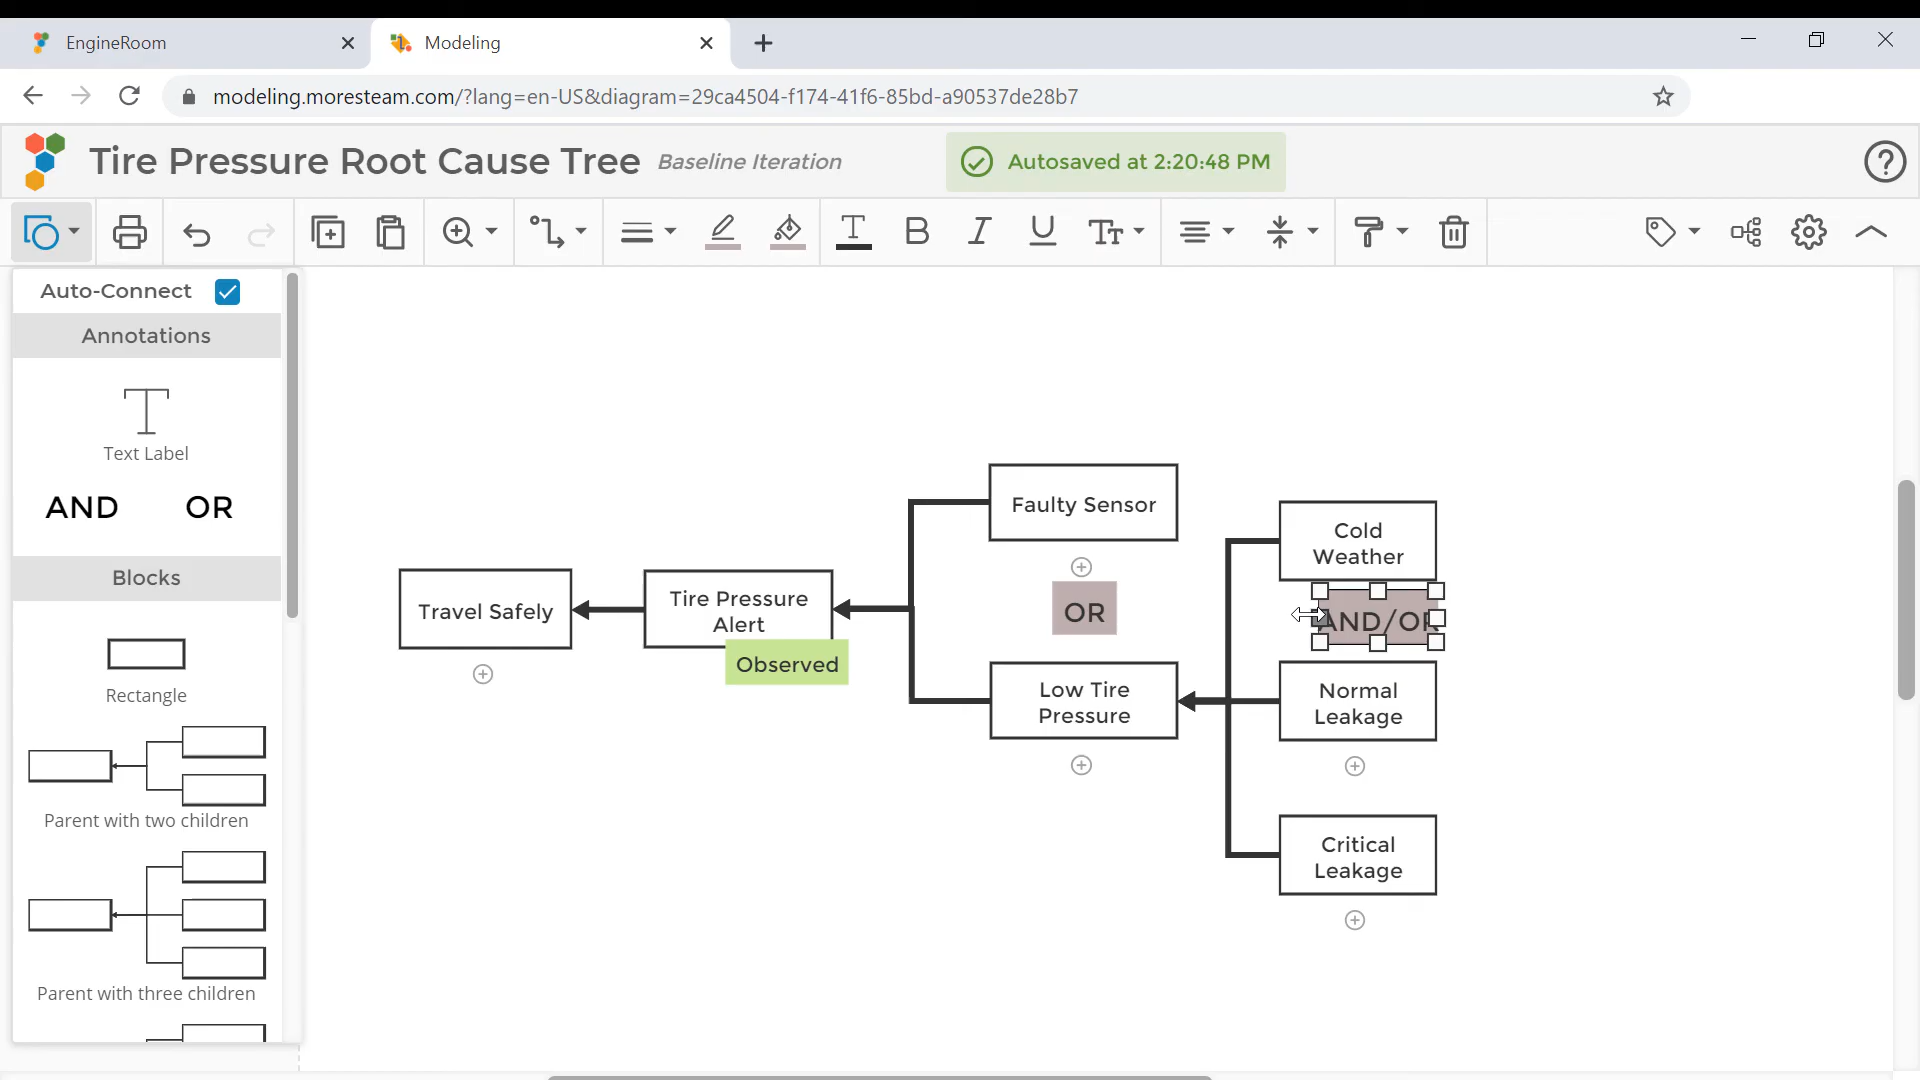 EngineRoom
Modeling
modeling.moresteam.com/?lang=en-US&diagram=29ca4504-f174-41f6-85bd-a90537de28b7
Tire Pressure Root Cause Tree
Baseline Iteration
Autosaved at 2:20:48 PM
Auto-Connect
Annotations
Text Label
AND
OR
Blocks
Rectangle
Parent with two children
Parent with three children
Travel Safely
Tire Pressure
Alert
Observed
Faulty Sensor
OR
Low Tire
Pressure
Cold
Weather
AND/OR
Normal
Leakage
Critical
Leakage